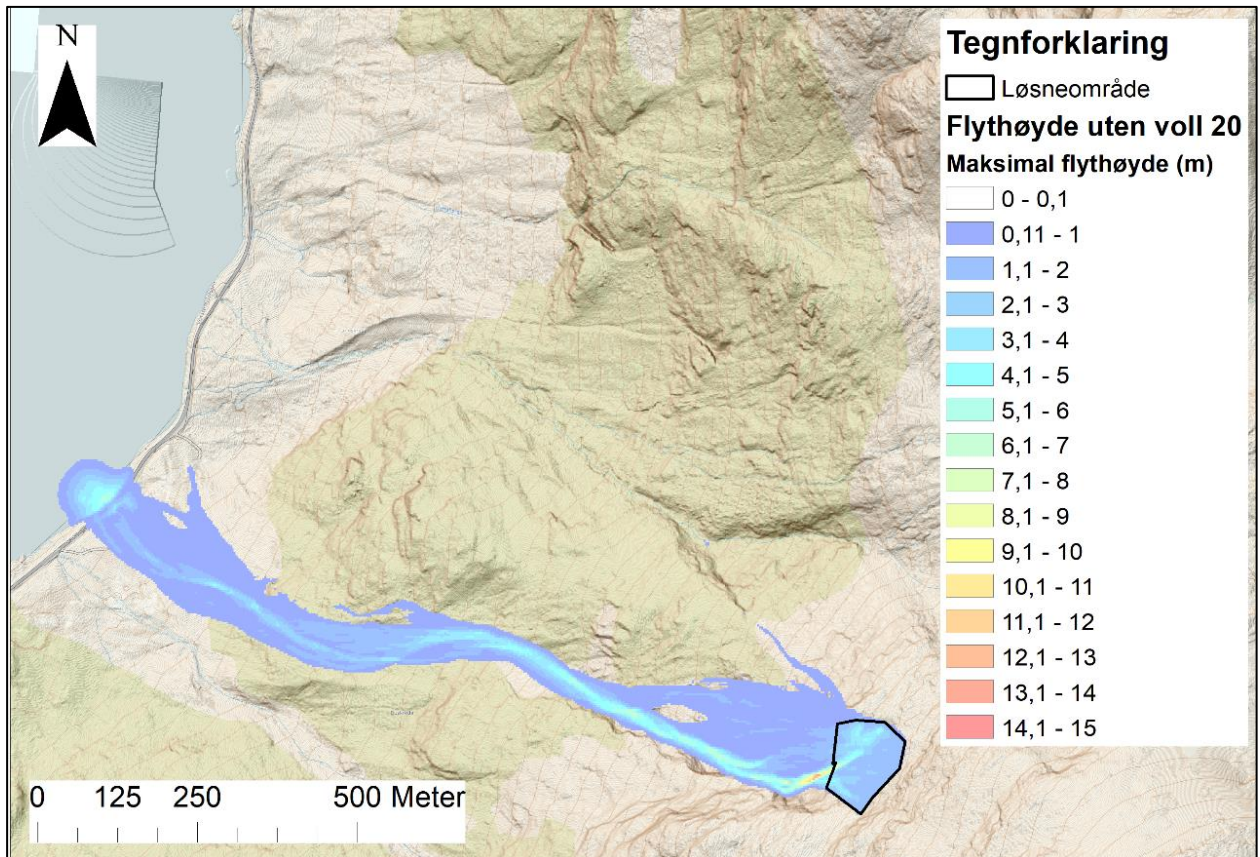 N
Tegnforklaring
Løsneområde
Flythøyde uten voll 20
Maksimal flythøyde (m)
0 - 0,1
0,11 - 1
1,1 - 2
2,1 - 3
3,1 - 4
4,1 - 5
5,1 - 6
6,1 - 7
7,1 - 8
8,1 - 9
9,1 - 10
10,1 - 11
11,1 - 12
12,1 - 13
13,1 - 14
14,1 - 15
0 125 250 500 Meter